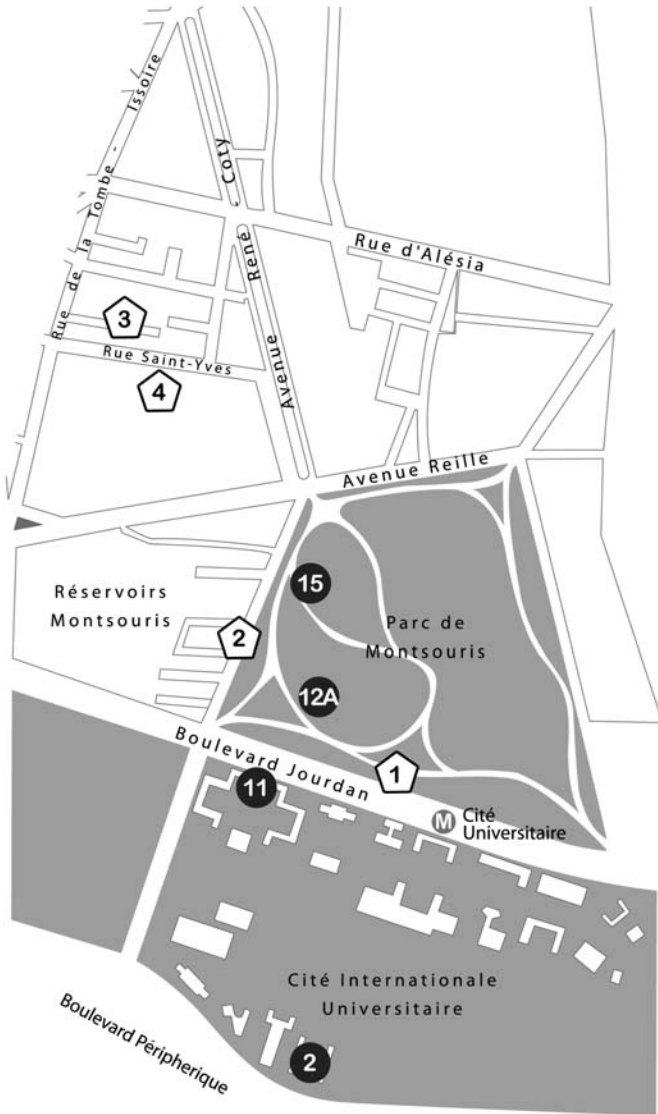 Rue de la Tombe - Issoire
Avenue René - Coty
Rue d'Alésia
3
Rue Saint-Yves
4
Avenue Reille
15
Réservoirs
Montsouris
2
Parc de
Montsouris
12A
Boulevard Jourdan
1
11
M
Cité
Universitaire
Cité Internationale
Universitaire
Boulevard Péripherique
2